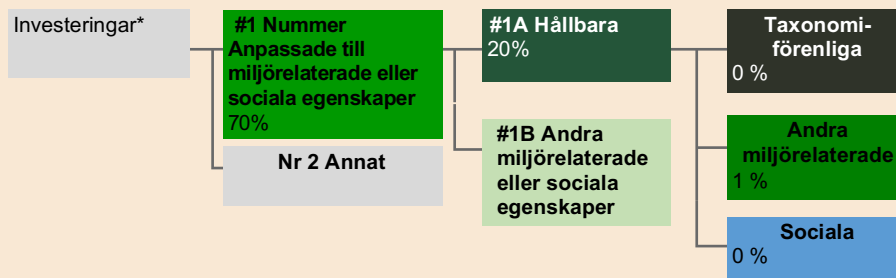 Investeringar*
#1 Nummer
Anpassade till
miljörelaterade eller
sociala egenskaper
70%
Nr 2 Annat
#1A Hållbara
20%
#1B Andra
miljörelaterade
eller sociala
egenskaper
Taxonomi-
förenliga
0 %
Andra
miljörelaterade
1 %
Sociala
0 %